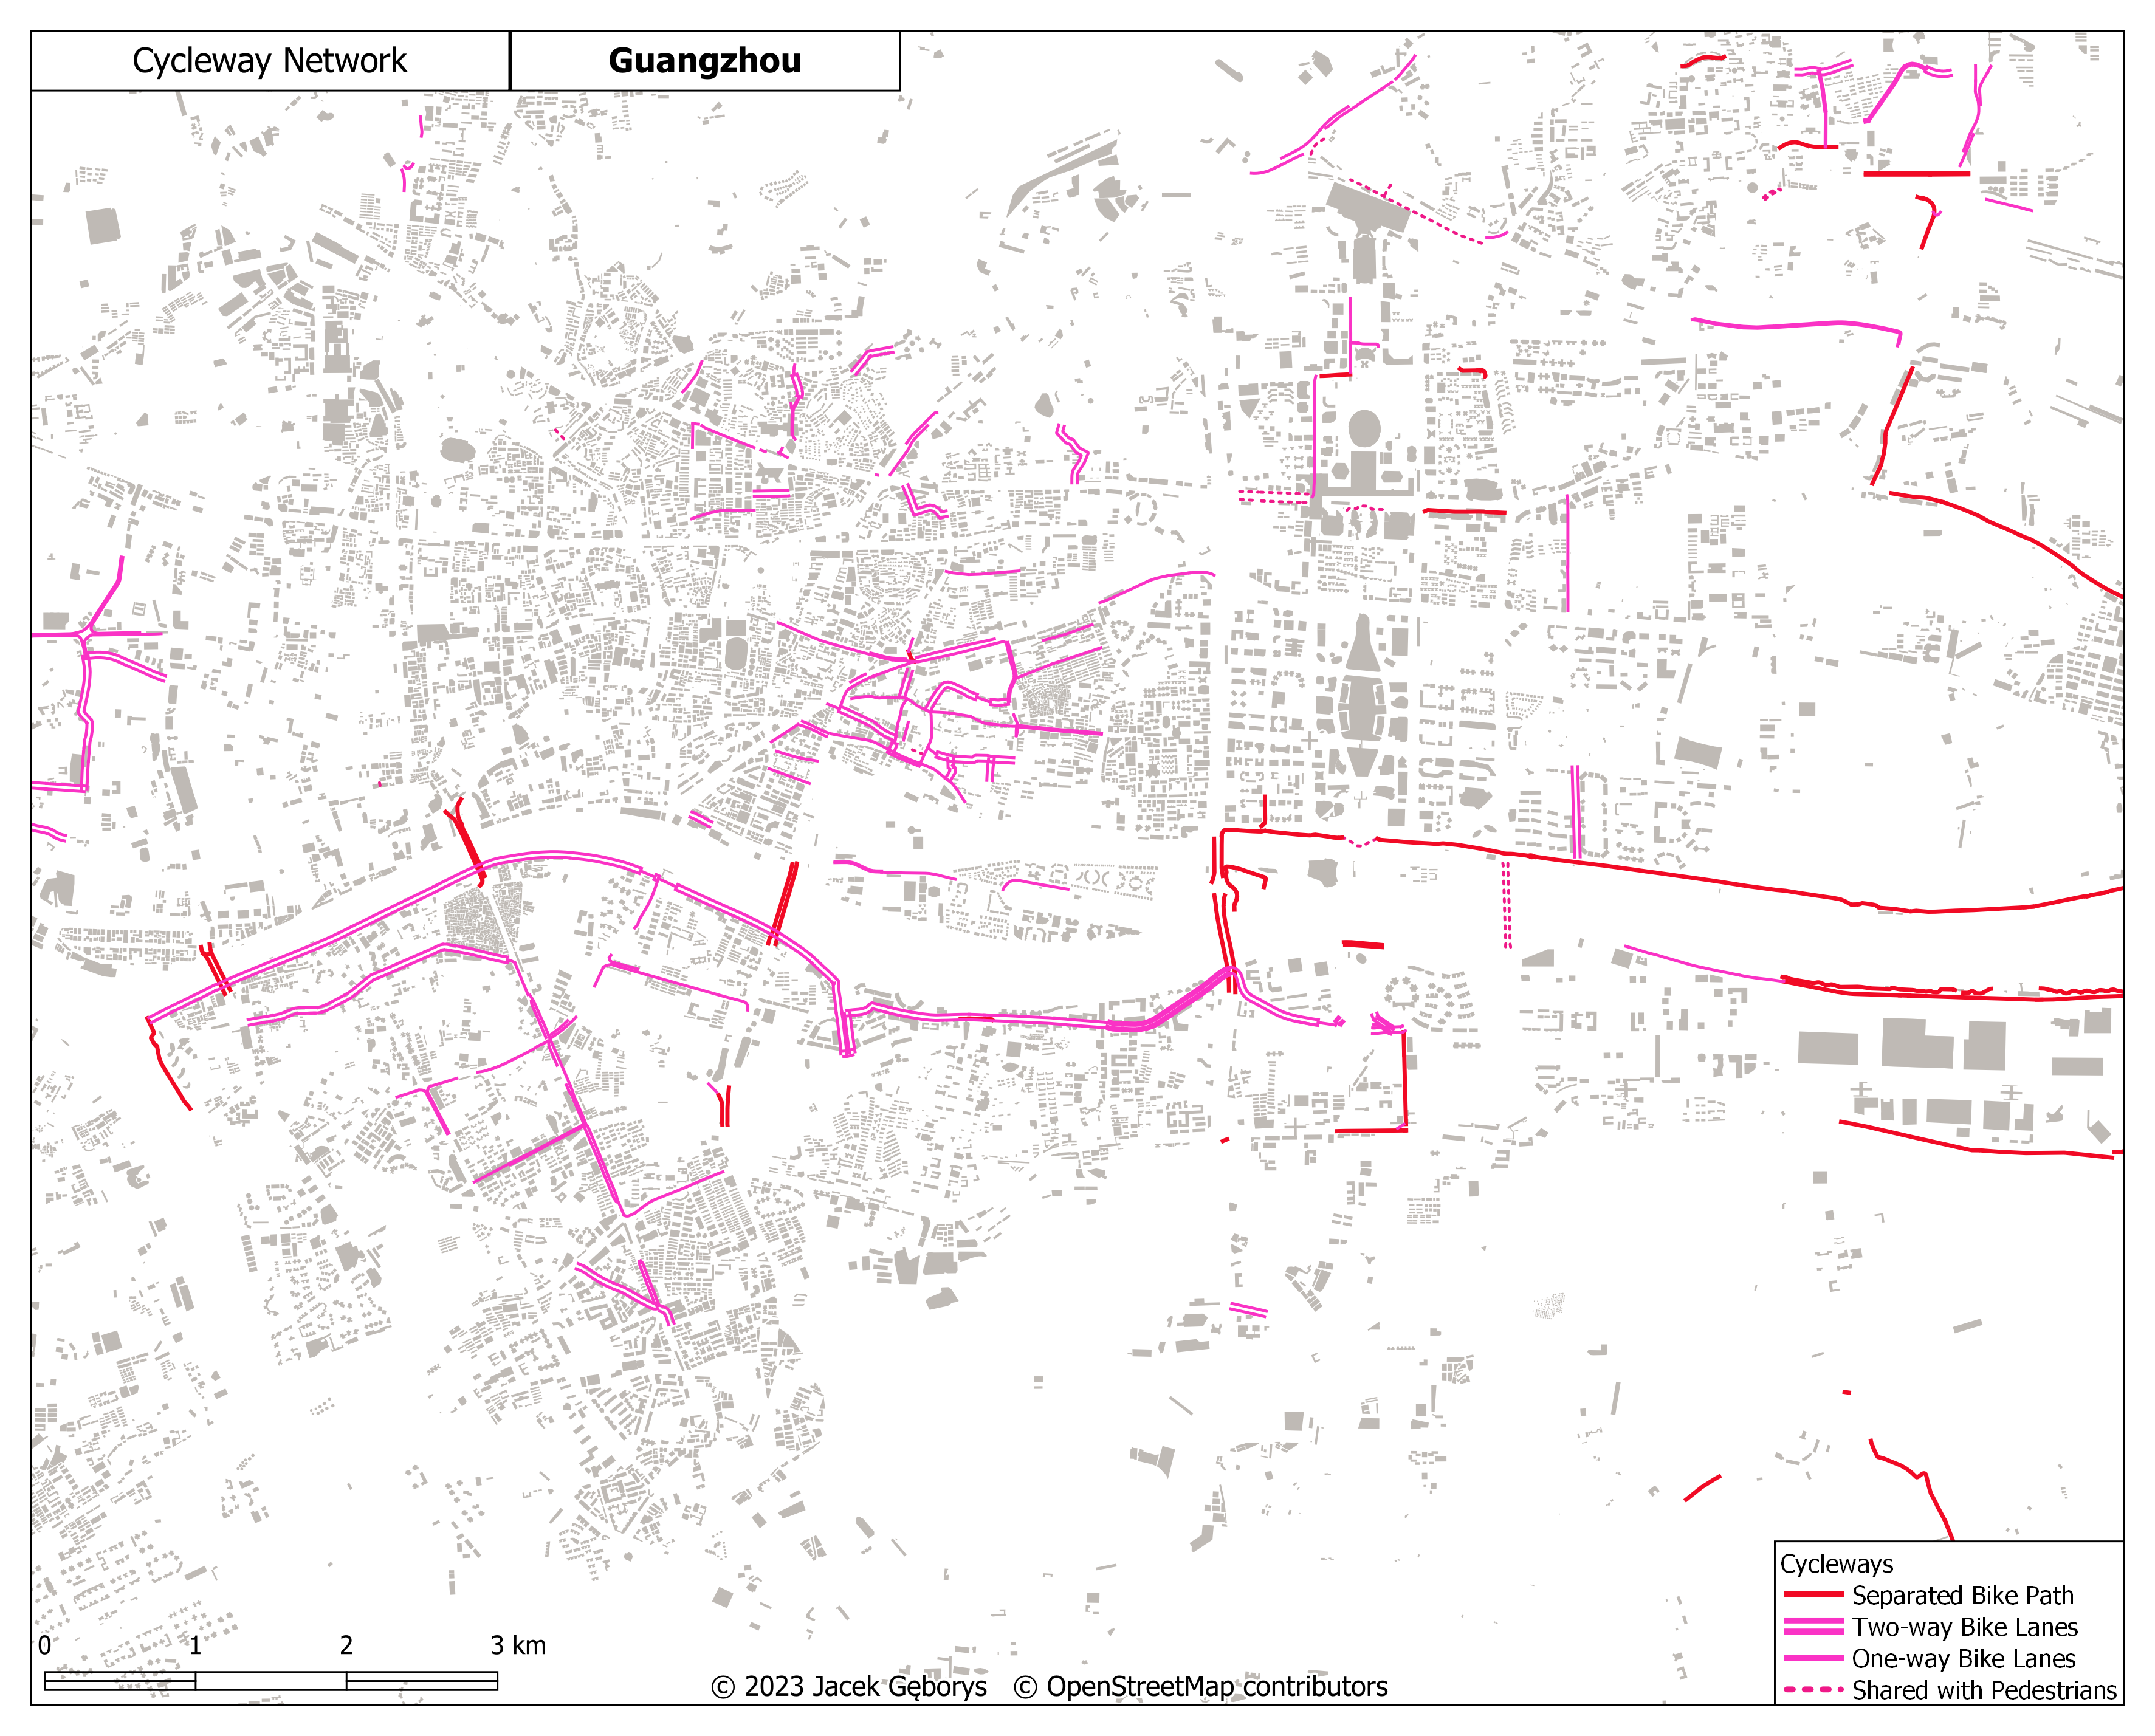 Cycleway Network
Guangzhou
Cycleways
Separated Bike Path
Two-way Bike Lanes
One-way Bike Lanes
Shared with Pedestrians
0 1 2 3 km
© 2023 Jacek Gęborys © OpenStreetMap contributors